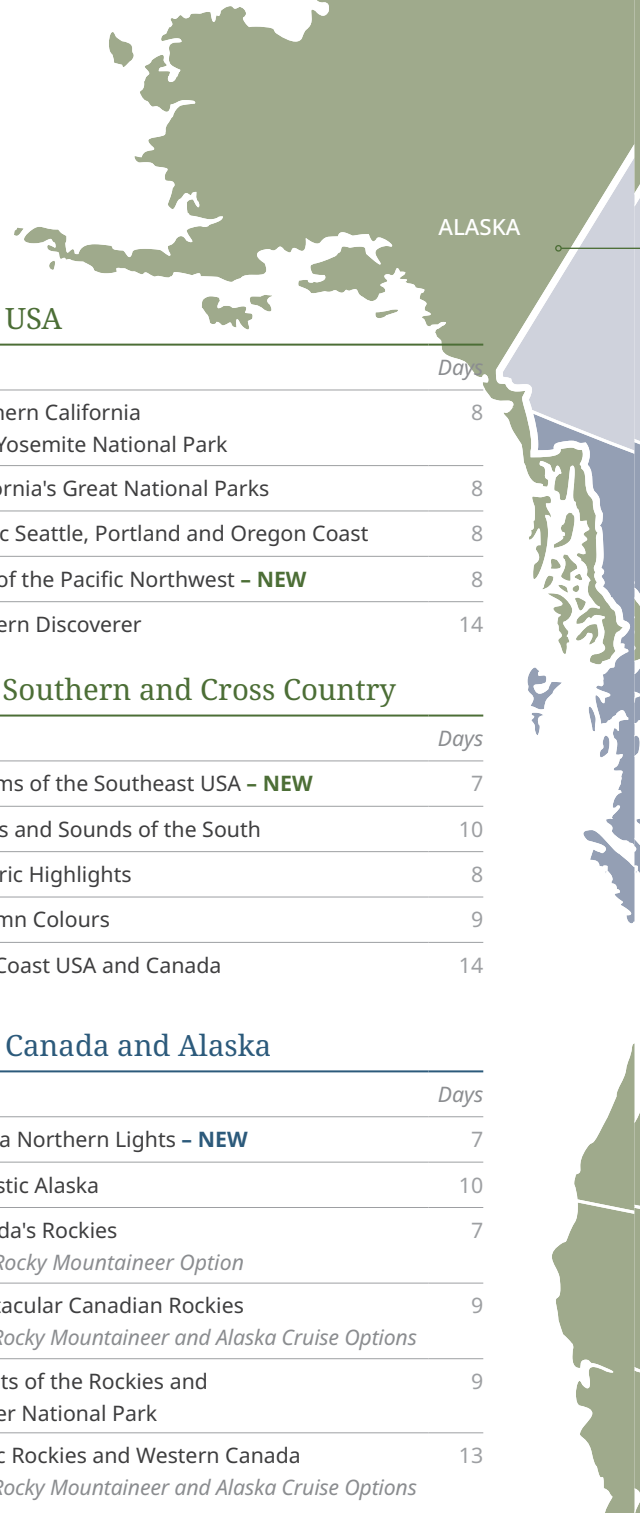 ALASKA
USA
Days
hern California 8
Yosemite National Park
ornia's Great National Parks 8
c Seattle, Portland and Oregon Coast 8
of the Pacific Northwest – NEW 8
ern Discoverer 14
Southern and Cross Country
Days
ms of the Southeast USA – NEW 7
s and Sounds of the South 10
ric Highlights 8
mn Colours 9
Coast USA and Canada 14
Canada and Alaska
Days
a Northern Lights – NEW 7
stic Alaska 10
da's Rockies 7
Rocky Mountaineer Option
tacular Canadian Rockies 9
Rocky Mountaineer and Alaska Cruise Options
ts of the Rockies and 9
er National Park
c Rockies and Western Canada 13
Rocky Mountaineer and Alaska Cruise Options